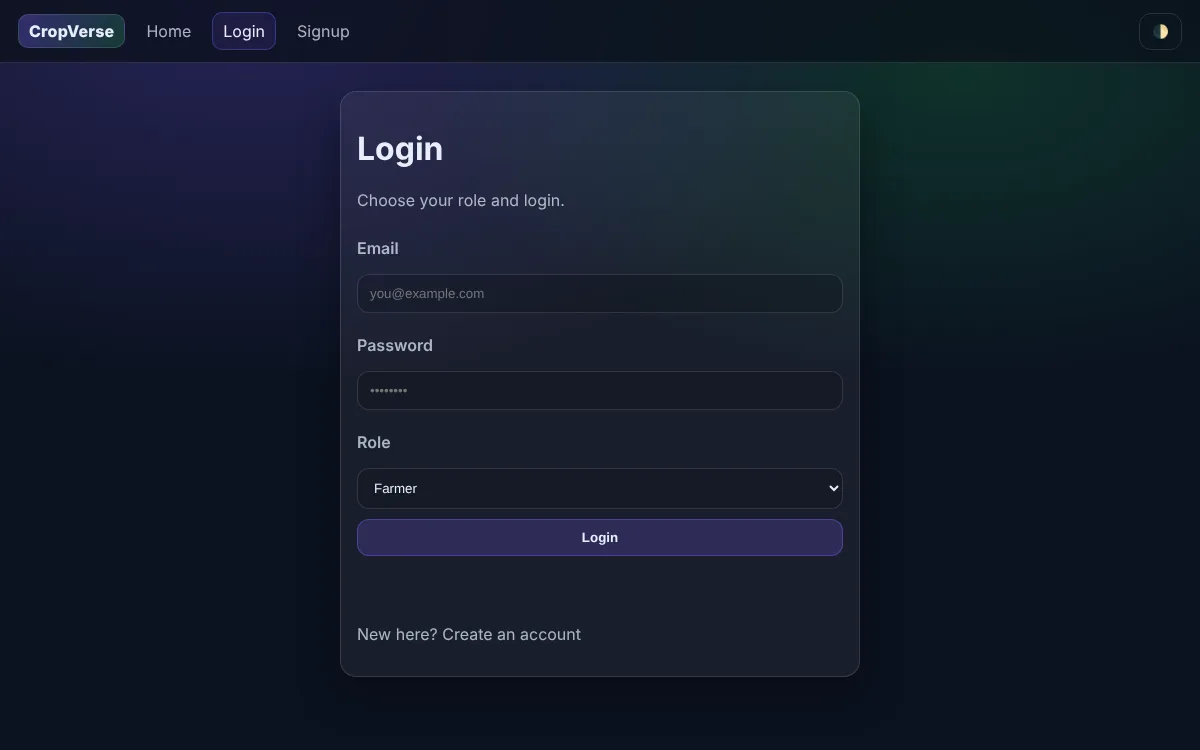 CropVerse Home Login Signup
Login
Choose your role and login.
Email
you@example.com
Password
••••••••
Role
Farmer
Login
New here? Create an account